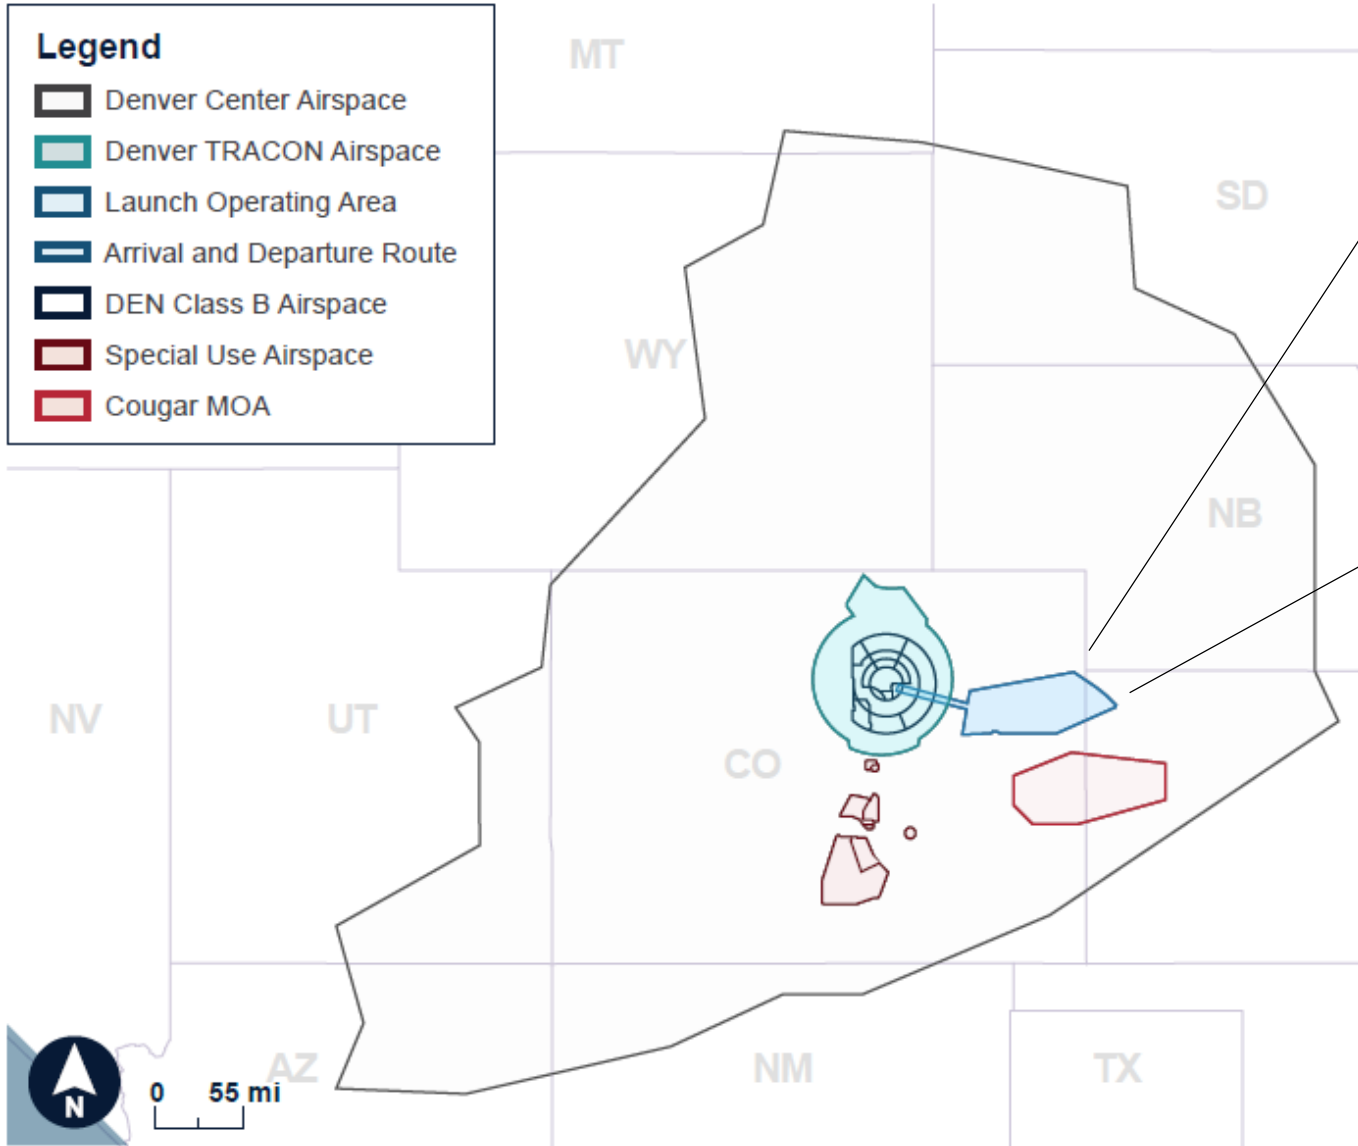 Legend
Denver Center Airspace
Denver TRACON Airspace
Launch Operating Area
Arrival and Departure Route
DEN Class B Airspace
Special Use Airspace
Cougar MOA
MT
SD
WY
NB
NV
UT
CO
AZ
NM
TX
N
0 55 mi